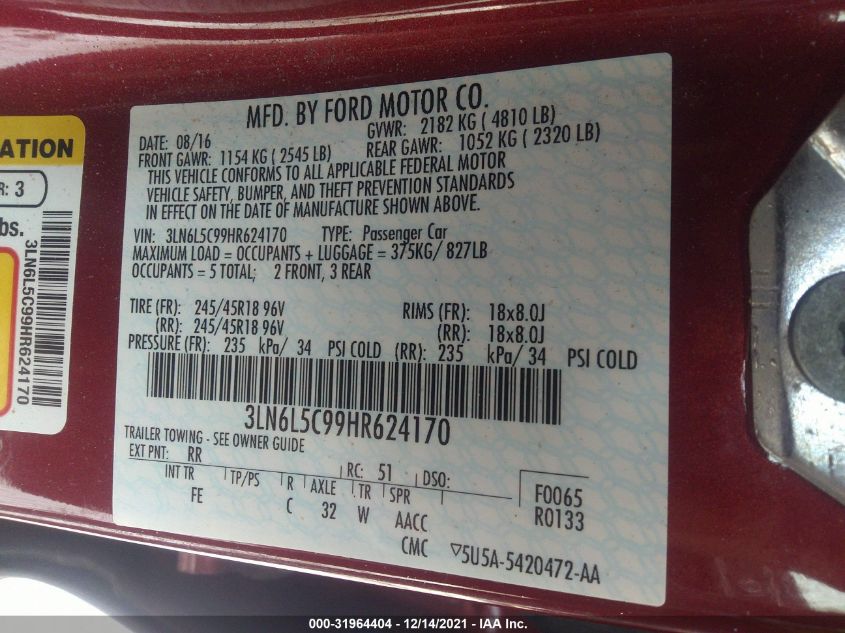 MFD. BY FORD MOTOR CO.
DATE: 08/16 GVWR: 2182 KG ( 4810 LB)
FRONT GAWR: 1154 KG ( 2545 LB) REAR GAWR: 1052 KG ( 2320 LB)
THIS VEHICLE CONFORMS TO ALL APPLICABLE FEDERAL MOTOR
VEHICLE SAFETY, BUMPER, AND THEFT PREVENTION STANDARDS
IN EFFECT ON THE DATE OF MANUFACTURE SHOWN ABOVE.
VIN: 3LN6L5C99HR624170 TYPE: Passenger Car
MAXIMUM LOAD = OCCUPANTS + LUGGAGE = 375KG/ 827LB
OCCUPANTS = 5 TOTAL; 2 FRONT, 3 REAR
TIRE (FR): 245/45R18 96V RIMS (FR): 18x8.0J
(RR): 245/45R18 96V (RR): 18x8.0J
PRESSURE (FR): 235 kPa/ 34 PSI COLD (RR): 235 kPa/ 34 PSI COLD
3LN6L5C99HR624170
TRAILER TOWING - SEE OWNER GUIDE
EXT PNT: RR RC: 51 DSO:
INT TR TP/PS R AXLE TR SPR F0065
FE C 32 W AACC R0133
CMC ▽5U5A-5420472-AA
ATION
R: 3
bs.
3LN6L5C99HR624170
000-31964404 - 12/14/2021 - IAA Inc.